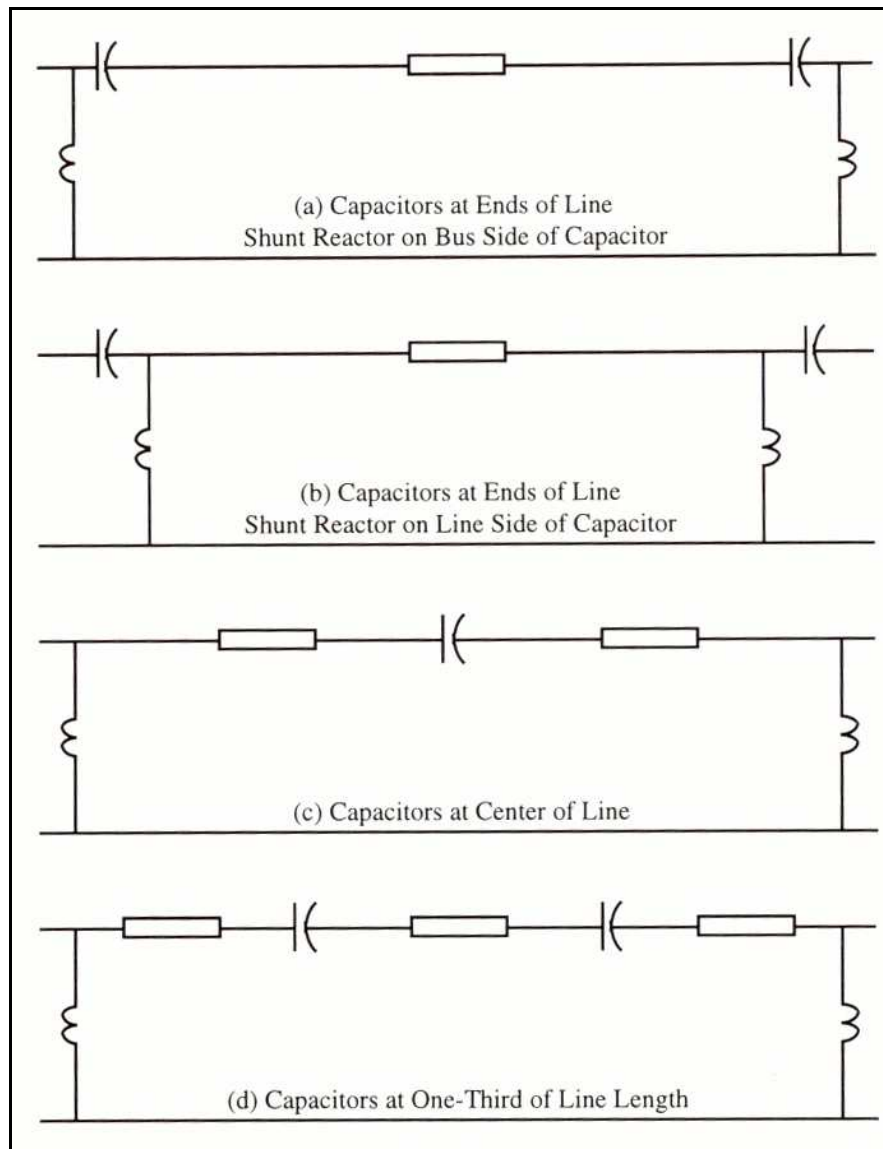 (a) Capacitors at Ends of Line
Shunt Reactor on Bus Side of Capacitor
(b) Capacitors at Ends of Line
Shunt Reactor on Line Side of Capacitor
(c) Capacitors at Center of Line
(d) Capacitors at One-Third of Line Length